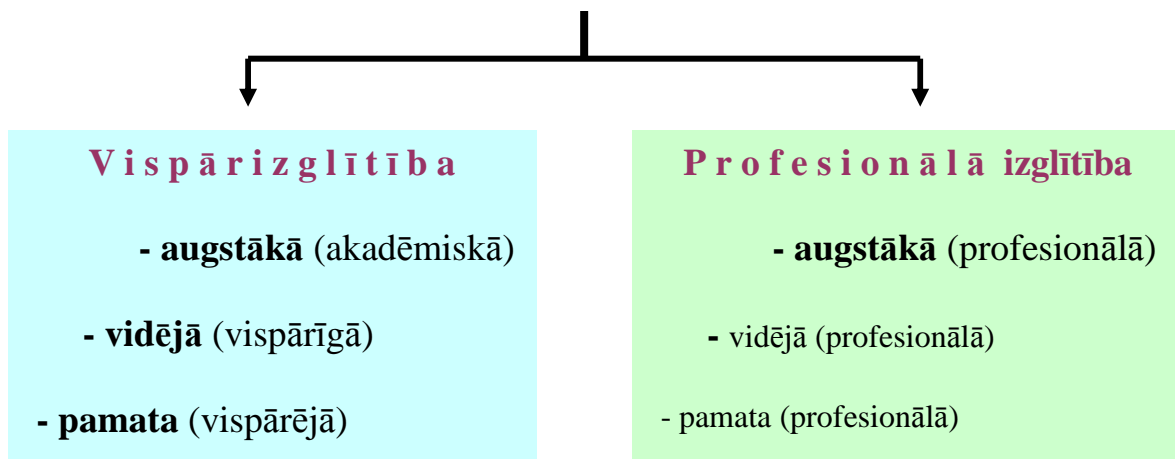 Vispārizglītība
- augstākā (akadēmiskā)
- vidējā (vispārīgā)
- pamata (vispārējā)
Profesionālā izglītība
- augstākā (profesionālā)
- vidējā (profesionālā)
- pamata (profesionālā)